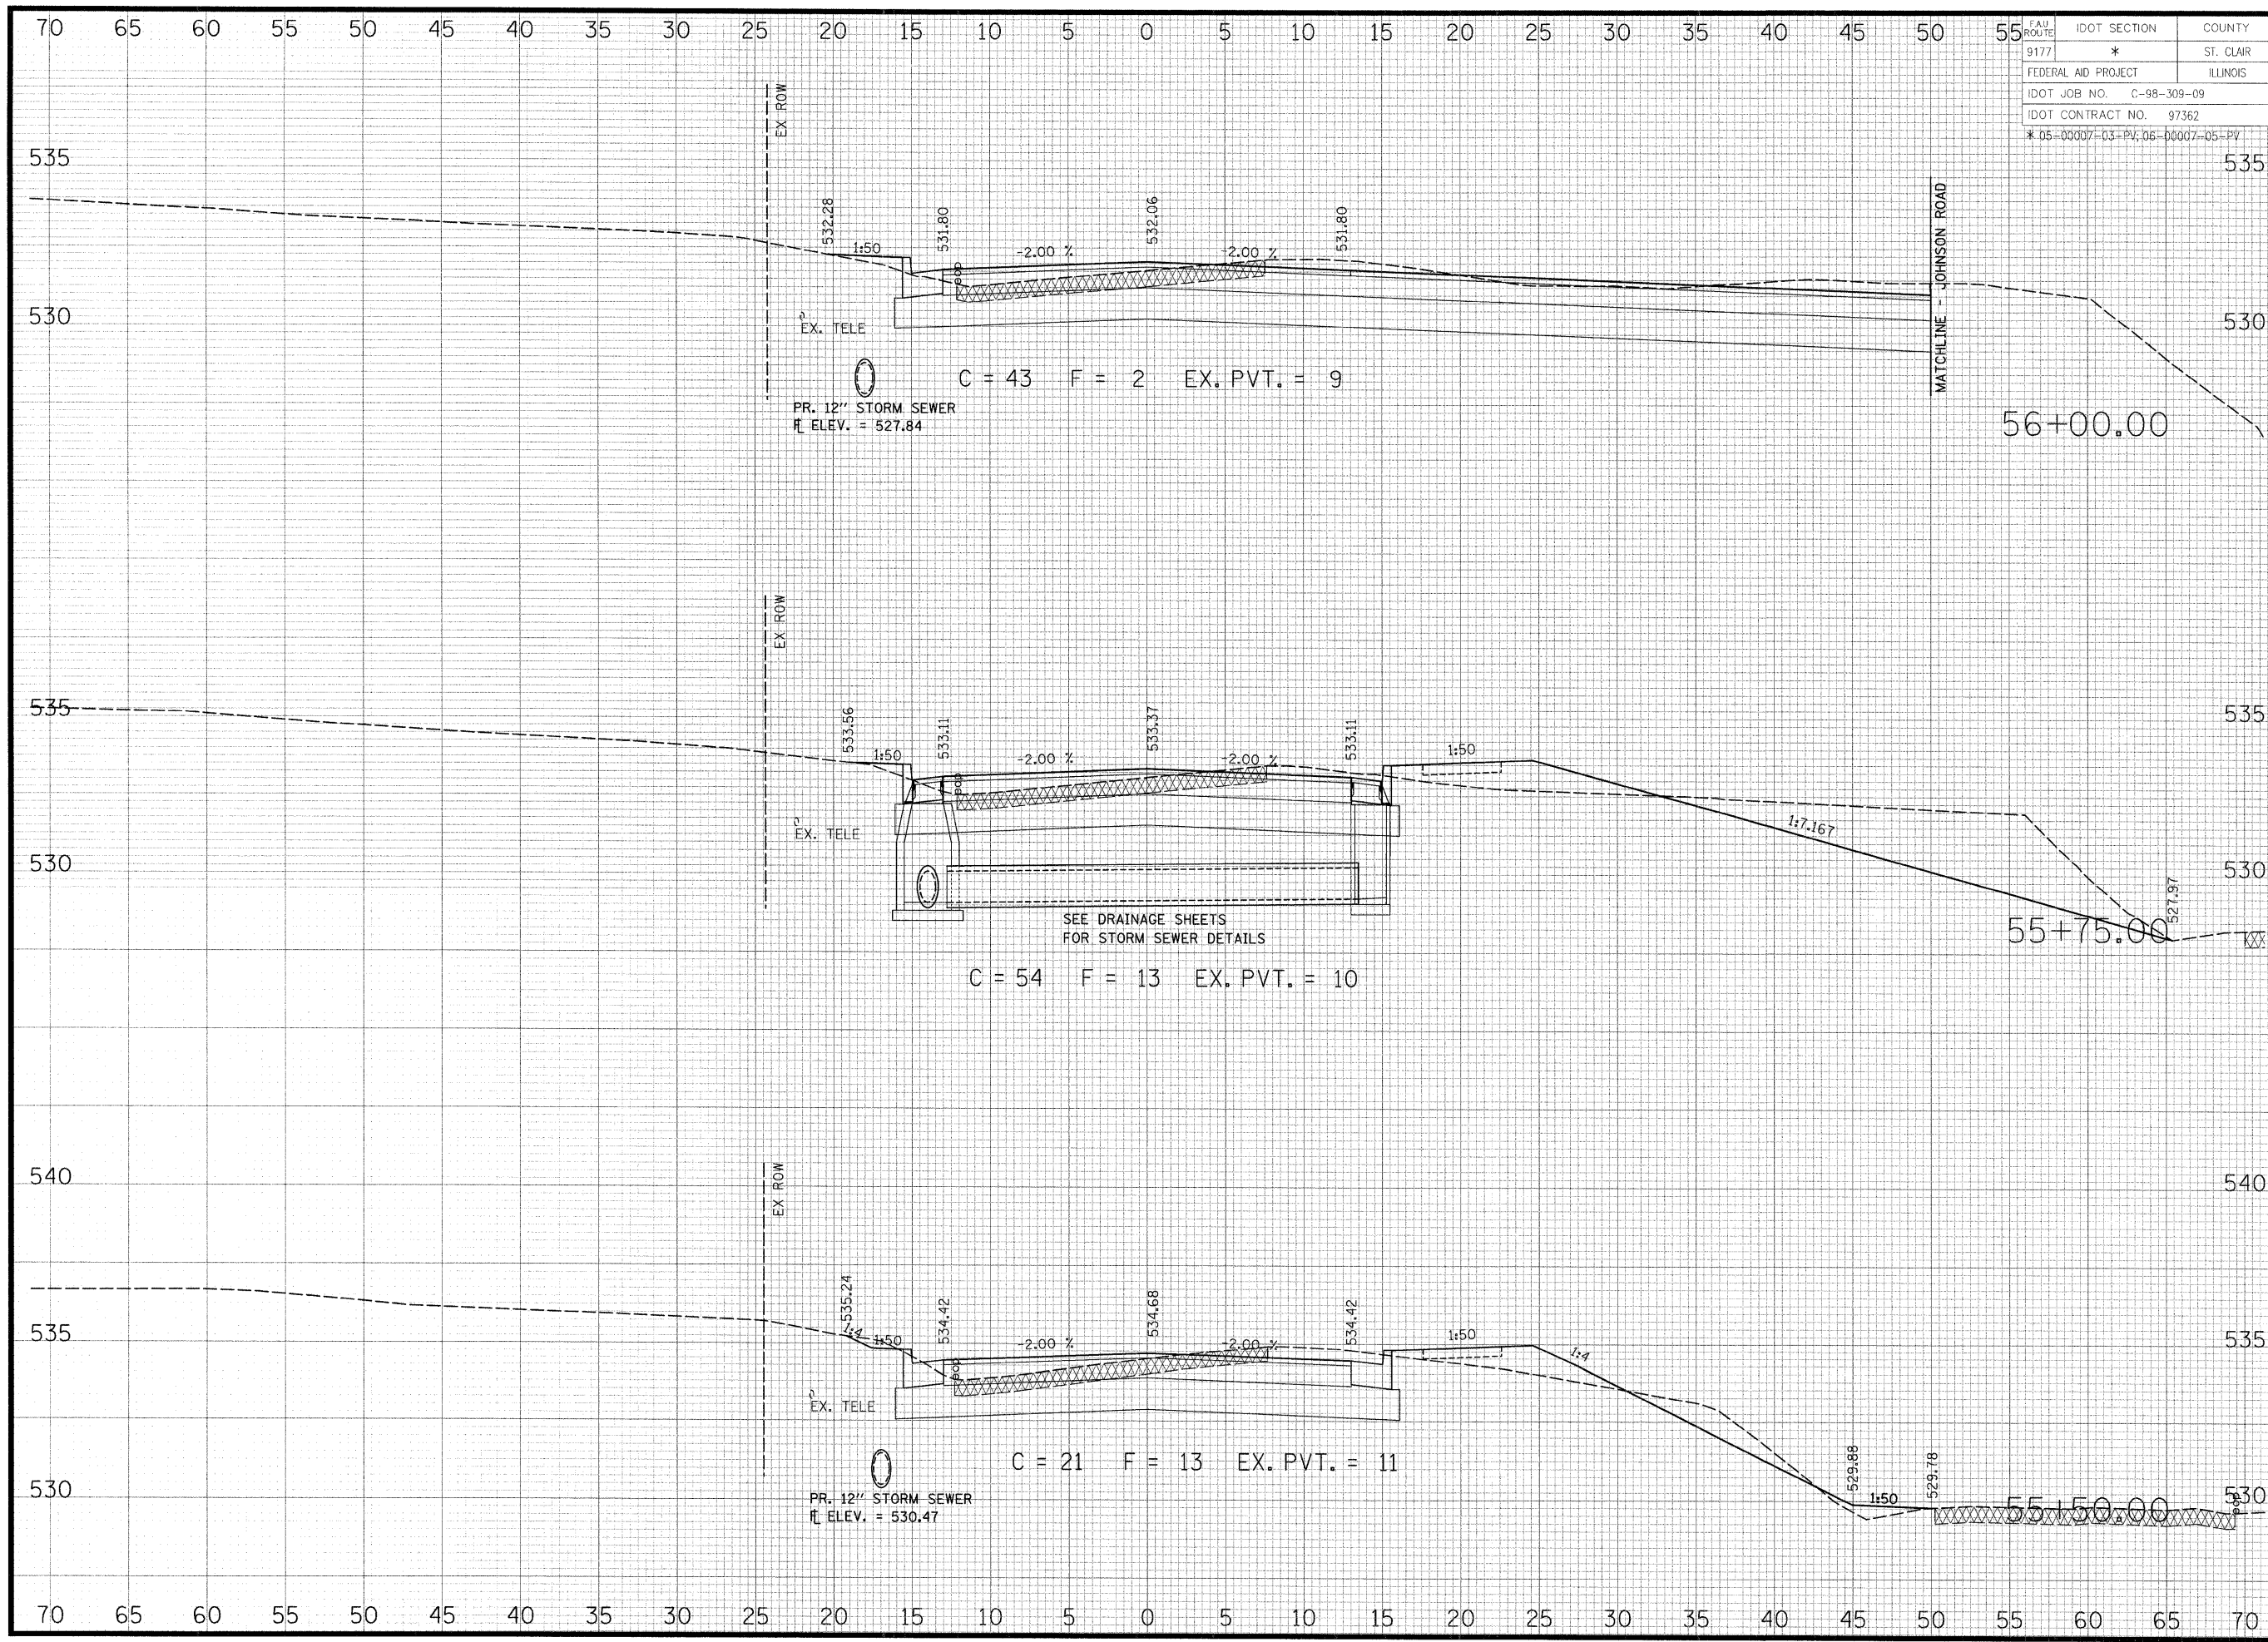 70 65 60 55 50 45 40 35 30 25 20 15 10 5 0 5 10 15 20 25 30 35 40 45 50 55
F.A.U. ROUTE IDOT SECTION COUNTY
9177 * ST. CLAIR
FEDERAL AID PROJECT ILLINOIS
IDOT JOB NO. C-98-309-09
IDOT CONTRACT NO. 97362
* 05-00007-03-PV; 06-00007-05-PV
535 535
EX ROW
532.28 531.80 532.06 531.80
1:50 -2.00 % -2.00 %
eop
MATCHLINE - JOHNSON ROAD
530 530
EX. TELE
C = 43 F = 2 EX. PVT. = 9
PR. 12" STORM SEWER
FL ELEV. = 527.84
56+00.00
EX ROW
535 535
533.56 533.11 533.37 533.11
1:50 -2.00 % -2.00 % 1:50
eop
EX. TELE
1:7.167
530 530
527.97
SEE DRAINAGE SHEETS
FOR STORM SEWER DETAILS
55+75.00
C = 54 F = 13 EX. PVT. = 10
540 540
EX ROW
535.24 534.42 534.68 534.42
535 535
1:4 1:50 -2.00 % -2.00 % 1:50 1:4
eop
EX. TELE
C = 21 F = 13 EX. PVT. = 11
529.88 529.78
530 530
1:50
eop
PR. 12" STORM SEWER
FL ELEV. = 530.47
55+50.00
70 65 60 55 50 45 40 35 30 25 20 15 10 5 0 5 10 15 20 25 30 35 40 45 50 55 60 65 70